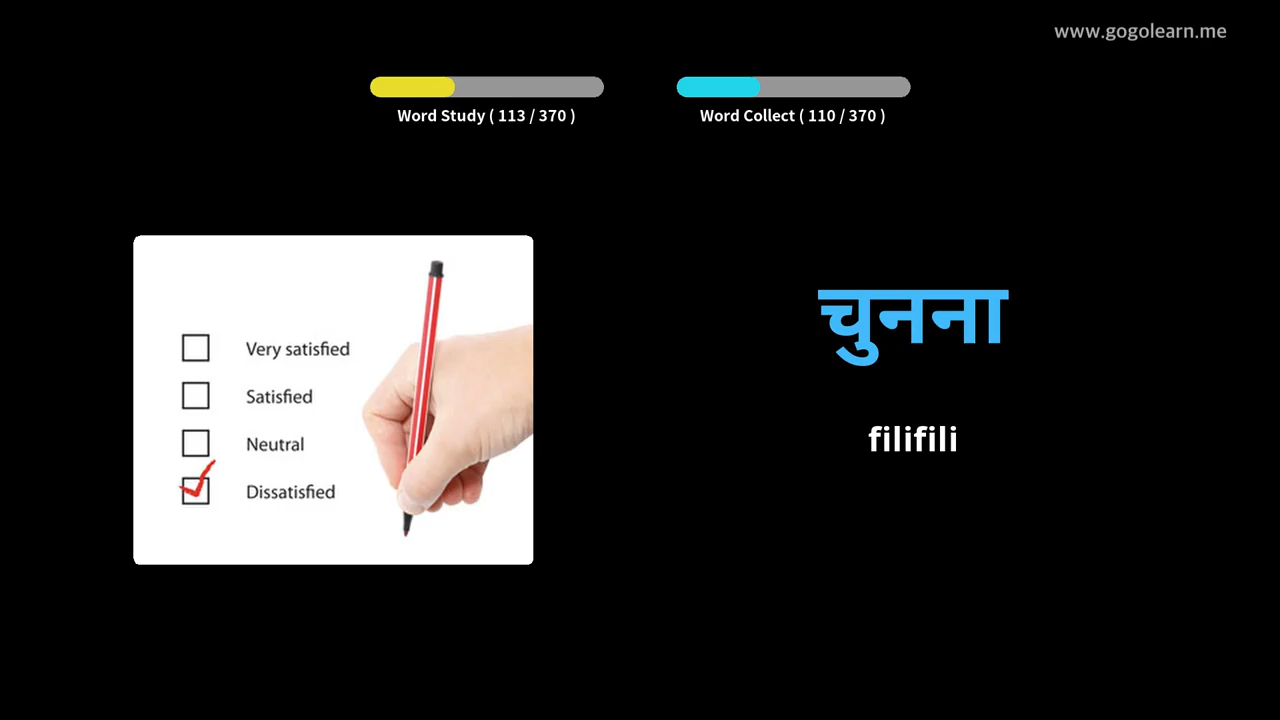 www.gogolearn.me
Word Study ( 113 / 370 )
Word Collect ( 110 / 370 )
Very satisfied
Satisfied
Neutral
Dissatisfied
चुनना
filifili